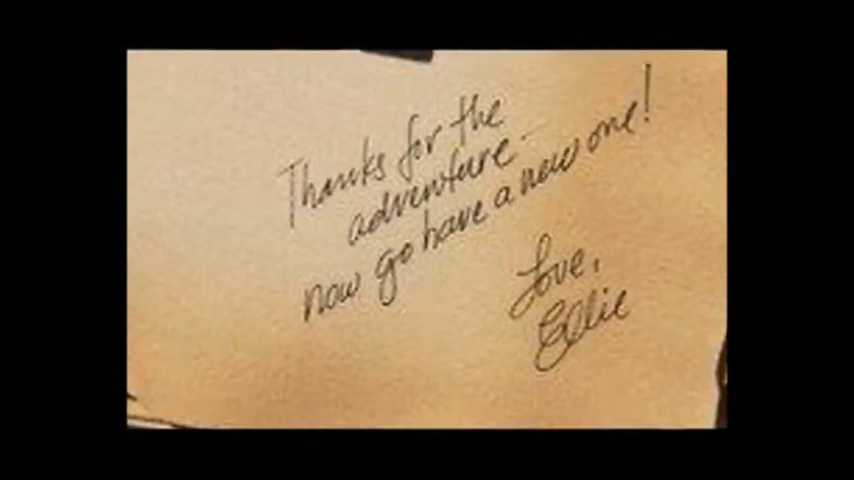 Thanks for the
adventure-
now go have a new one!
Love,
Ellie